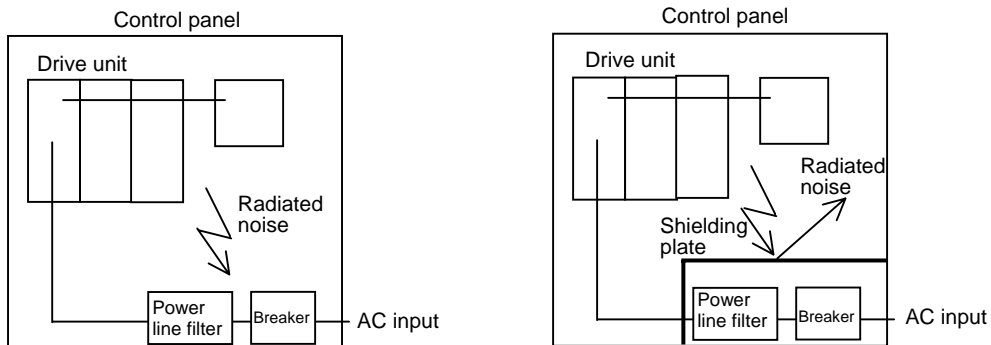 Control panel
Drive unit
Radiated
noise
Power
line filter
Breaker
AC input
Control panel
Drive unit
Radiated
noise
Shielding
plate
Power
line filter
Breaker
AC input